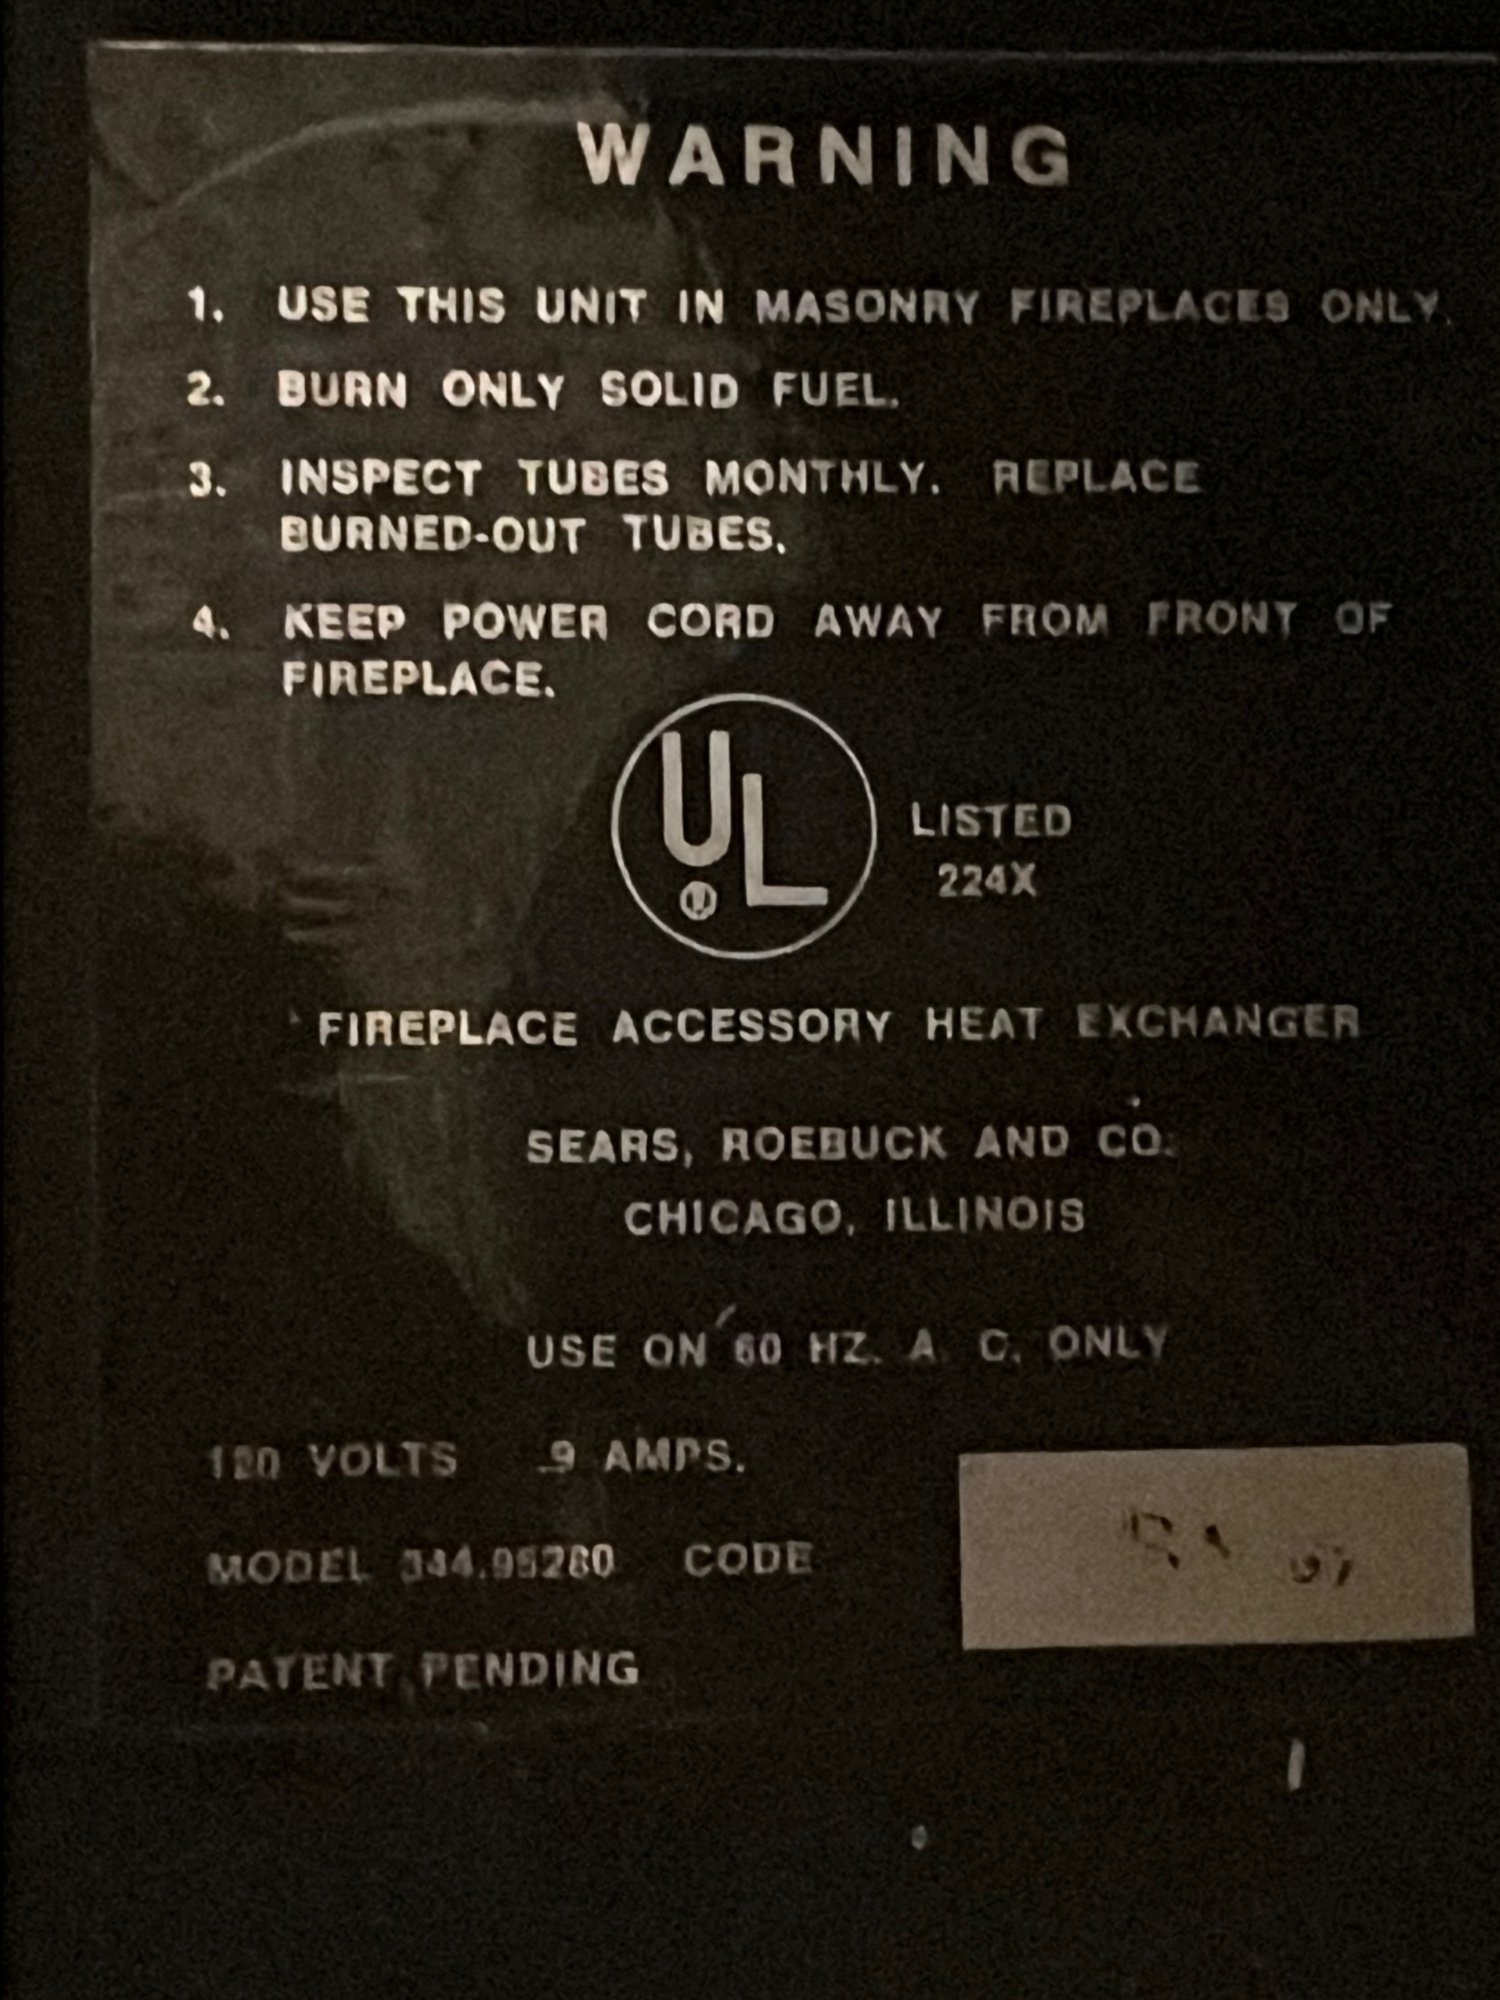 WARNING
1. USE THIS UNIT IN MASONRY FIREPLACES ONLY.
2. BURN ONLY SOLID FUEL.
3. INSPECT TUBES MONTHLY. REPLACE
BURNED-OUT TUBES.
4. KEEP POWER CORD AWAY FROM FRONT OF
FIREPLACE.
UL
LISTED
224X
FIREPLACE ACCESSORY HEAT EXCHANGER
SEARS, ROEBUCK AND CO.
CHICAGO, ILLINOIS
USE ON 60 HZ. A. C. ONLY
120 VOLTS .9 AMPS.
MODEL CODE
PATENT PENDING